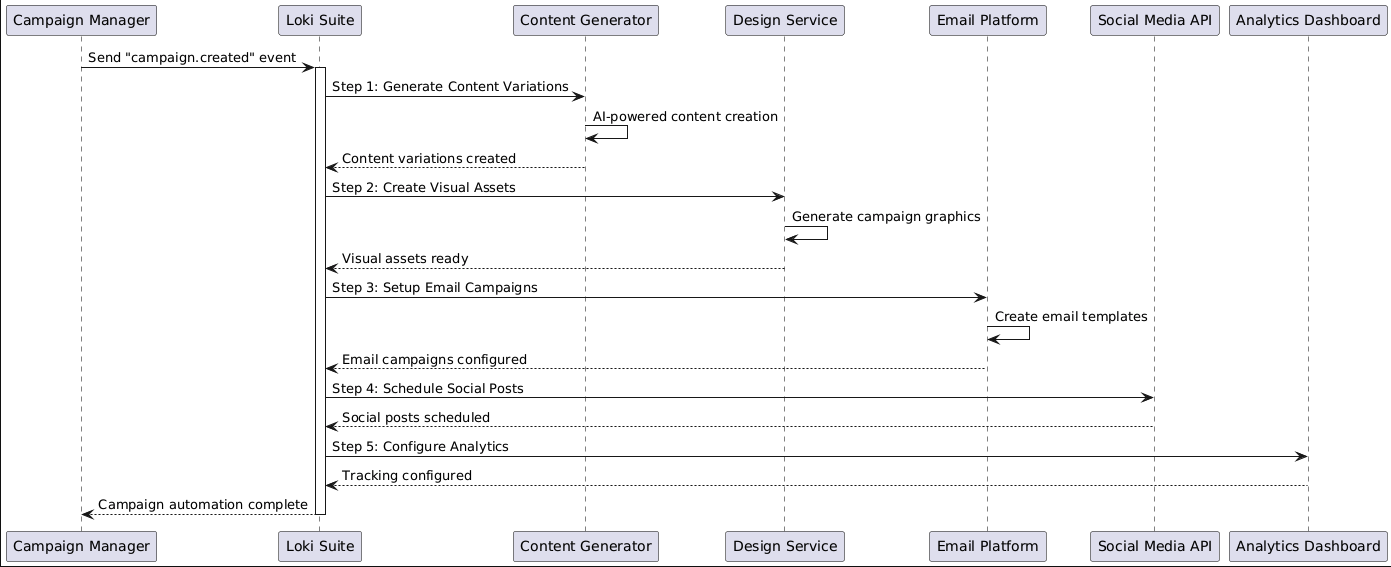 Campaign Manager
Loki Suite
Content Generator
Design Service
Email Platform
Social Media API
Analytics Dashboard
Send "campaign.created" event
Step 1: Generate Content Variations
AI-powered content creation
Content variations created
Step 2: Create Visual Assets
Generate campaign graphics
Visual assets ready
Step 3: Setup Email Campaigns
Create email templates
Email campaigns configured
Step 4: Schedule Social Posts
Social posts scheduled
Step 5: Configure Analytics
Tracking configured
Campaign automation complete
Campaign Manager
Loki Suite
Content Generator
Design Service
Email Platform
Social Media API
Analytics Dashboard